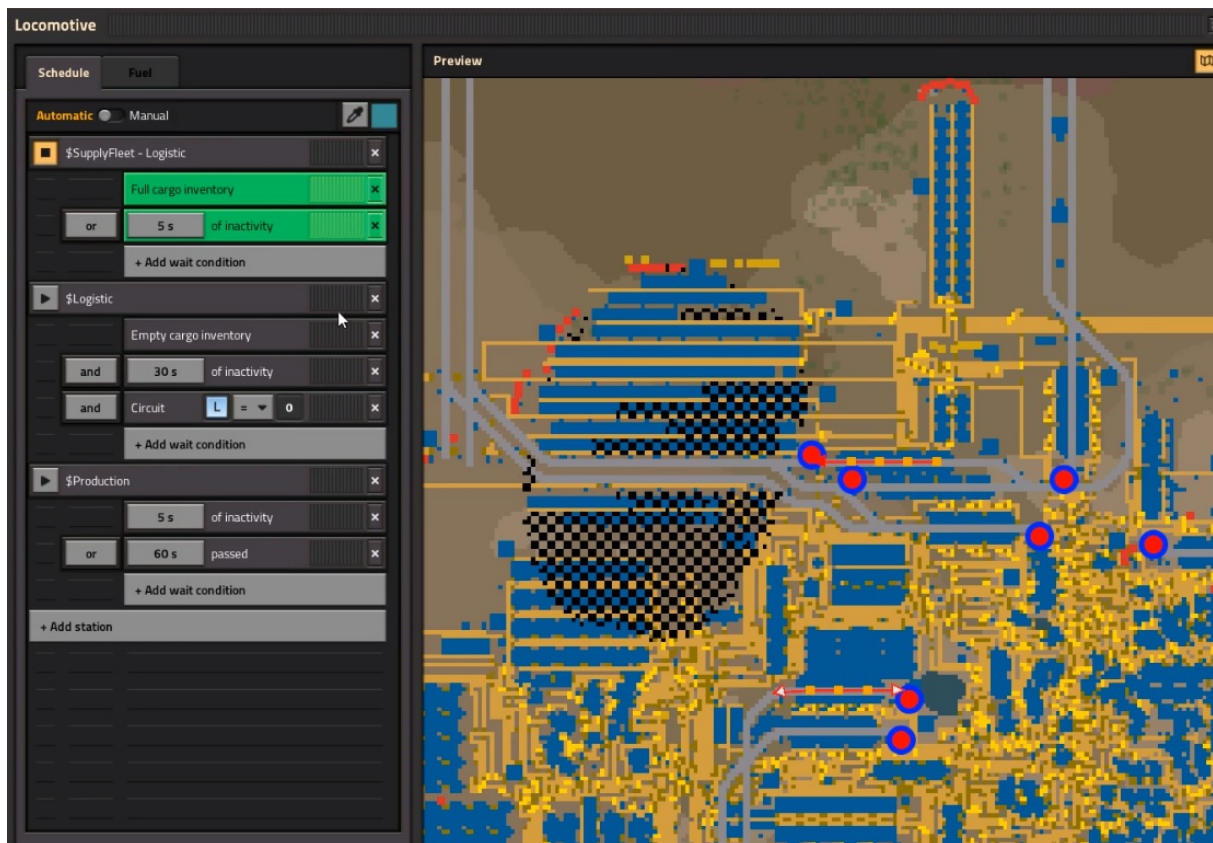 Locomotive
Schedule
Fuel
Preview
Automatic
Manual
$SupplyFleet - Logistic
Full cargo inventory
or
5 s
of inactivity
+ Add wait condition
$Logistic
Empty cargo inventory
and
30 s
of inactivity
and
Circuit
L
=
0
+ Add wait condition
$Production
5 s
of inactivity
or
60 s
passed
+ Add wait condition
+ Add station